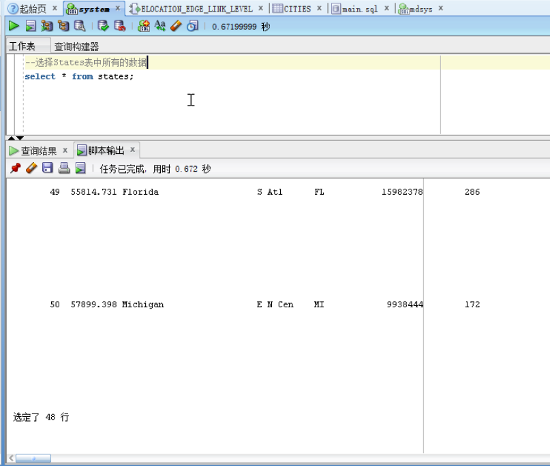 起始页 system ELOCATION_EDGE_LINK_LEVEL CITIES main.sql mdsys
0.67199999 秒
工作表 查询构建器
--选择States表中所有的数据
select * from states;
查询结果 x 脚本输出 x
任务已完成，用时 0.672 秒
49 55814.731 Florida S Atl FL 15982378 286
50 57899.398 Michigan E N Cen MI 9938444 172
选定了 48 行